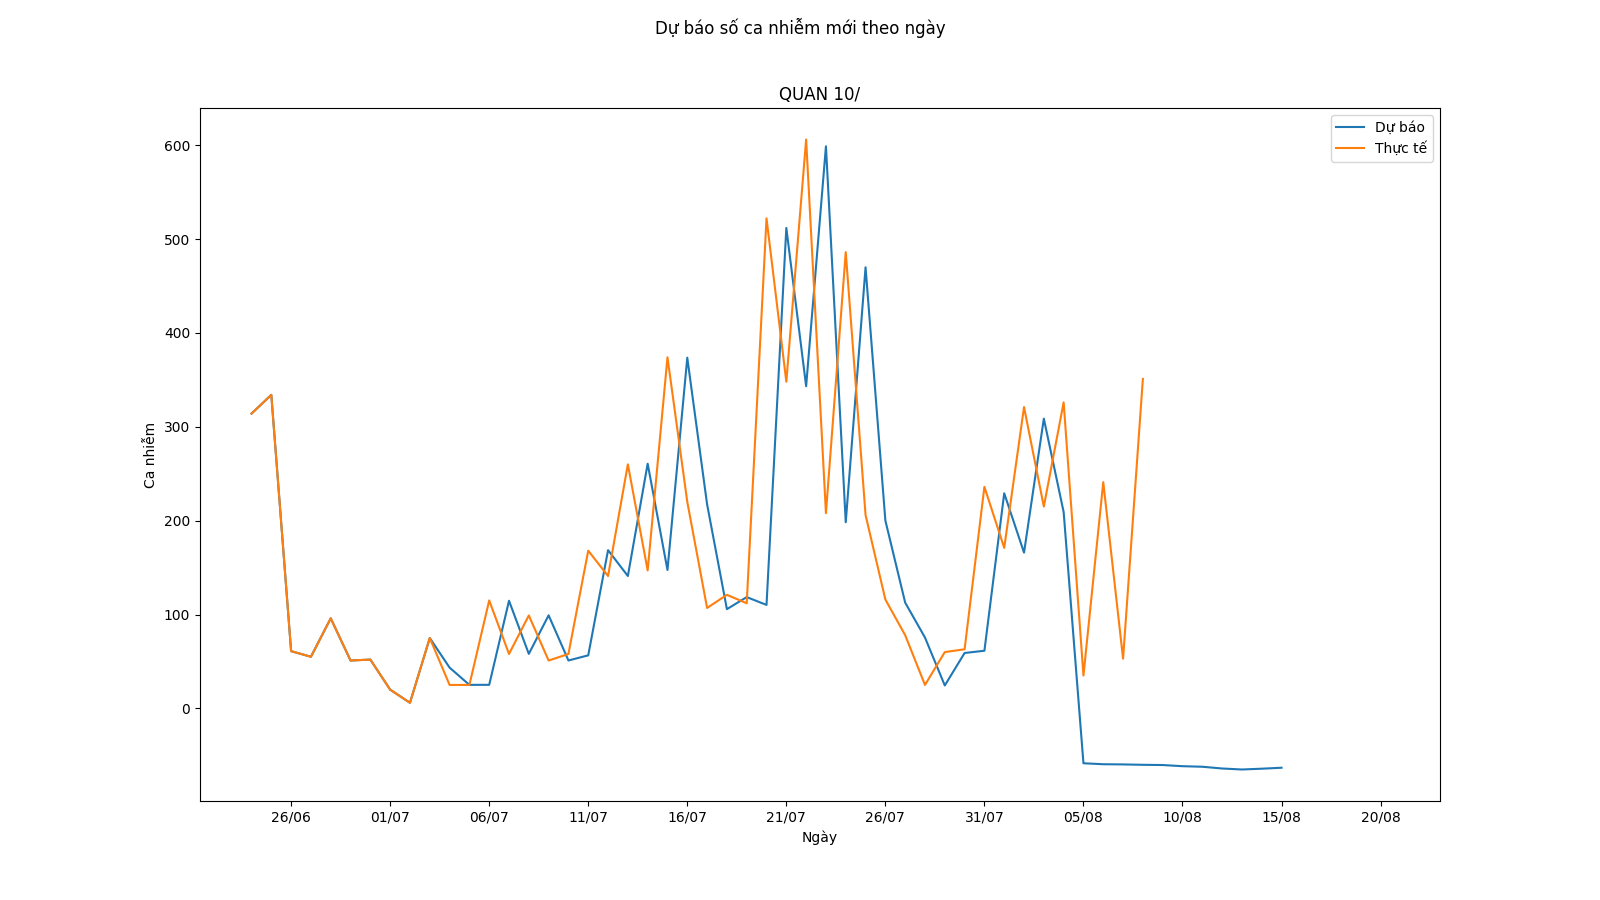 Dự báo số ca nhiễm mới theo ngày
QUAN 10/
Dự báo
Thực tế
600
500
400
300
200
100
0
Ca nhiễm
26/06 01/07 06/07 11/07 16/07 21/07 26/07 31/07 05/08 10/08 15/08 20/08
Ngày